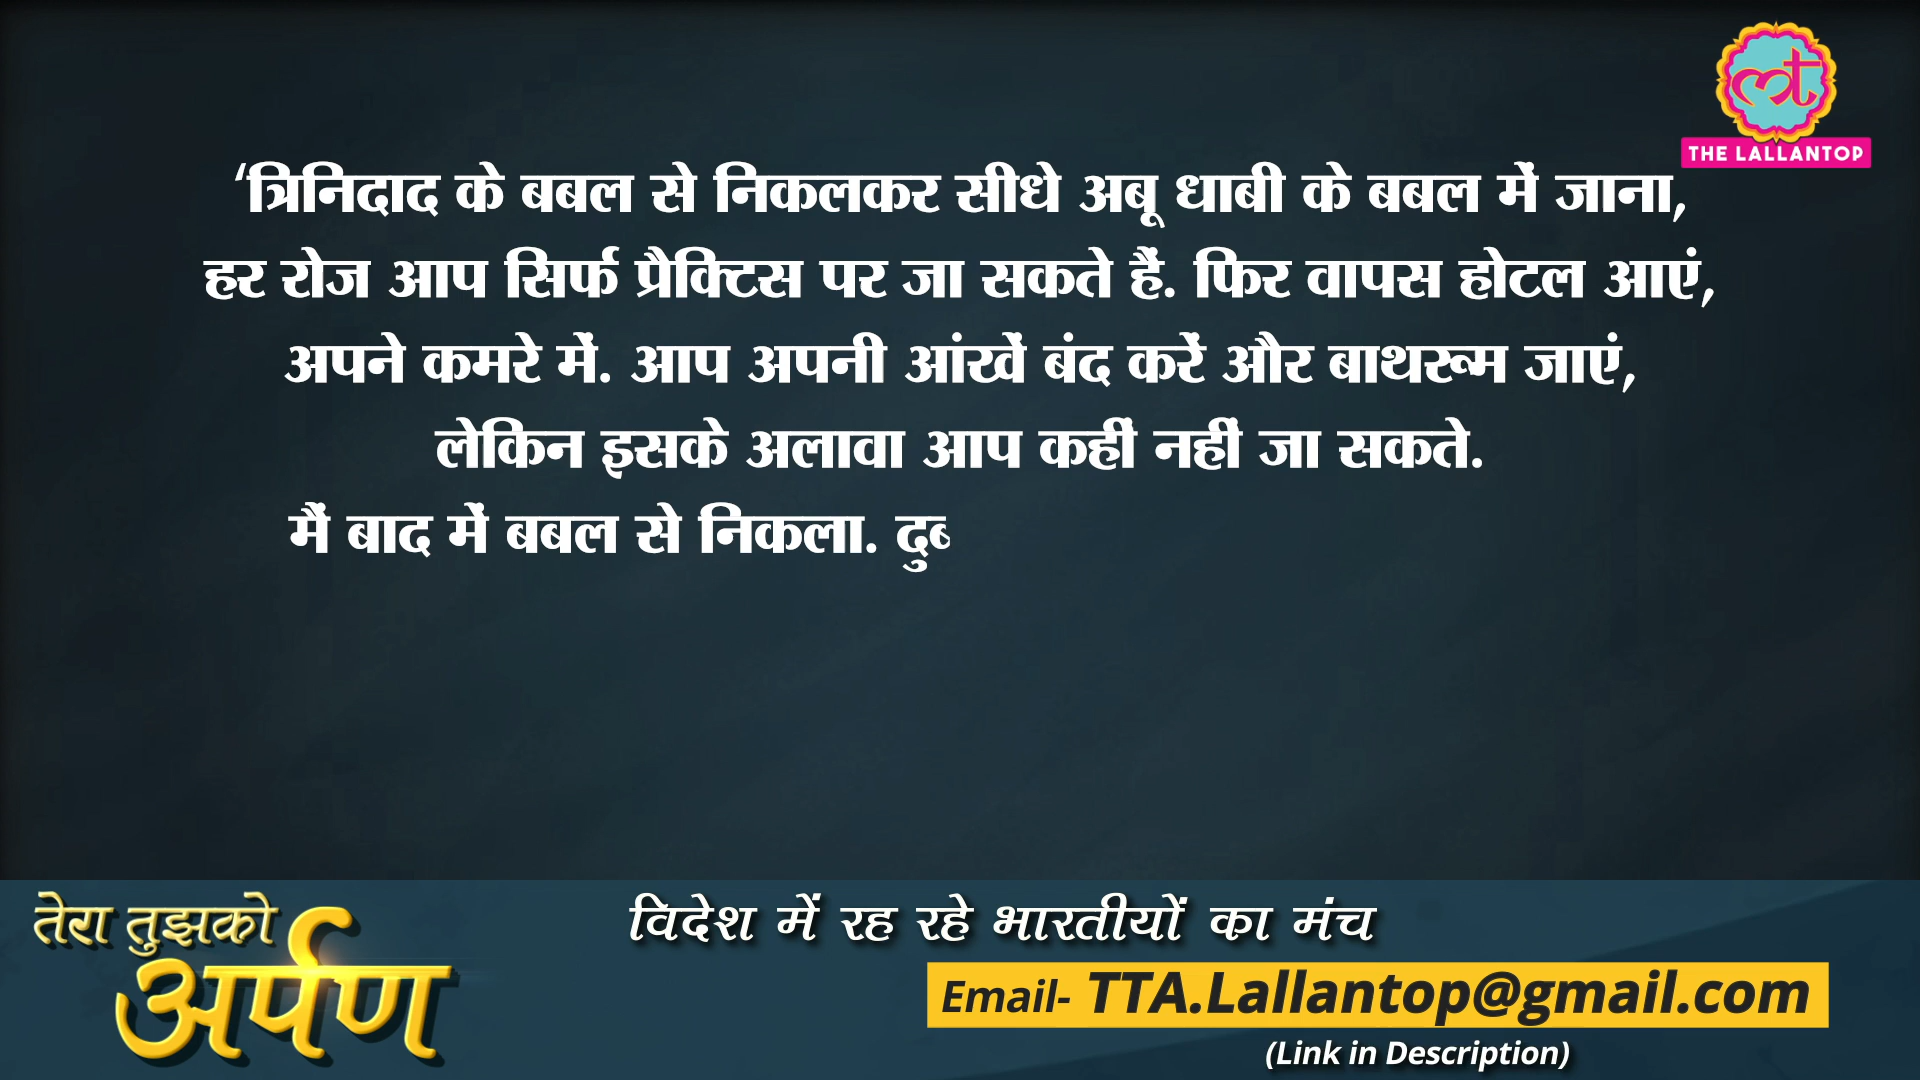 THE LALLANTOP
‘त्रिनिदाद के बबल से निकलकर सीधे अबू धाबी के बबल में जाना,
हर रोज आप सिर्फ प्रैक्टिस पर जा सकते हैं. फिर वापस होटल आएं,
अपने कमरे में. आप अपनी आंखें बंद करें और बाथरूम जाएं,
लेकिन इसके अलावा आप कहीं नहीं जा सकते.
मैं बाद में बबल से निकला.
तेरा तुझको
अर्पण
विदेश में रह रहे भारतीयों का मंच
Email- TTA.Lallantop@gmail.com
(Link in Description)